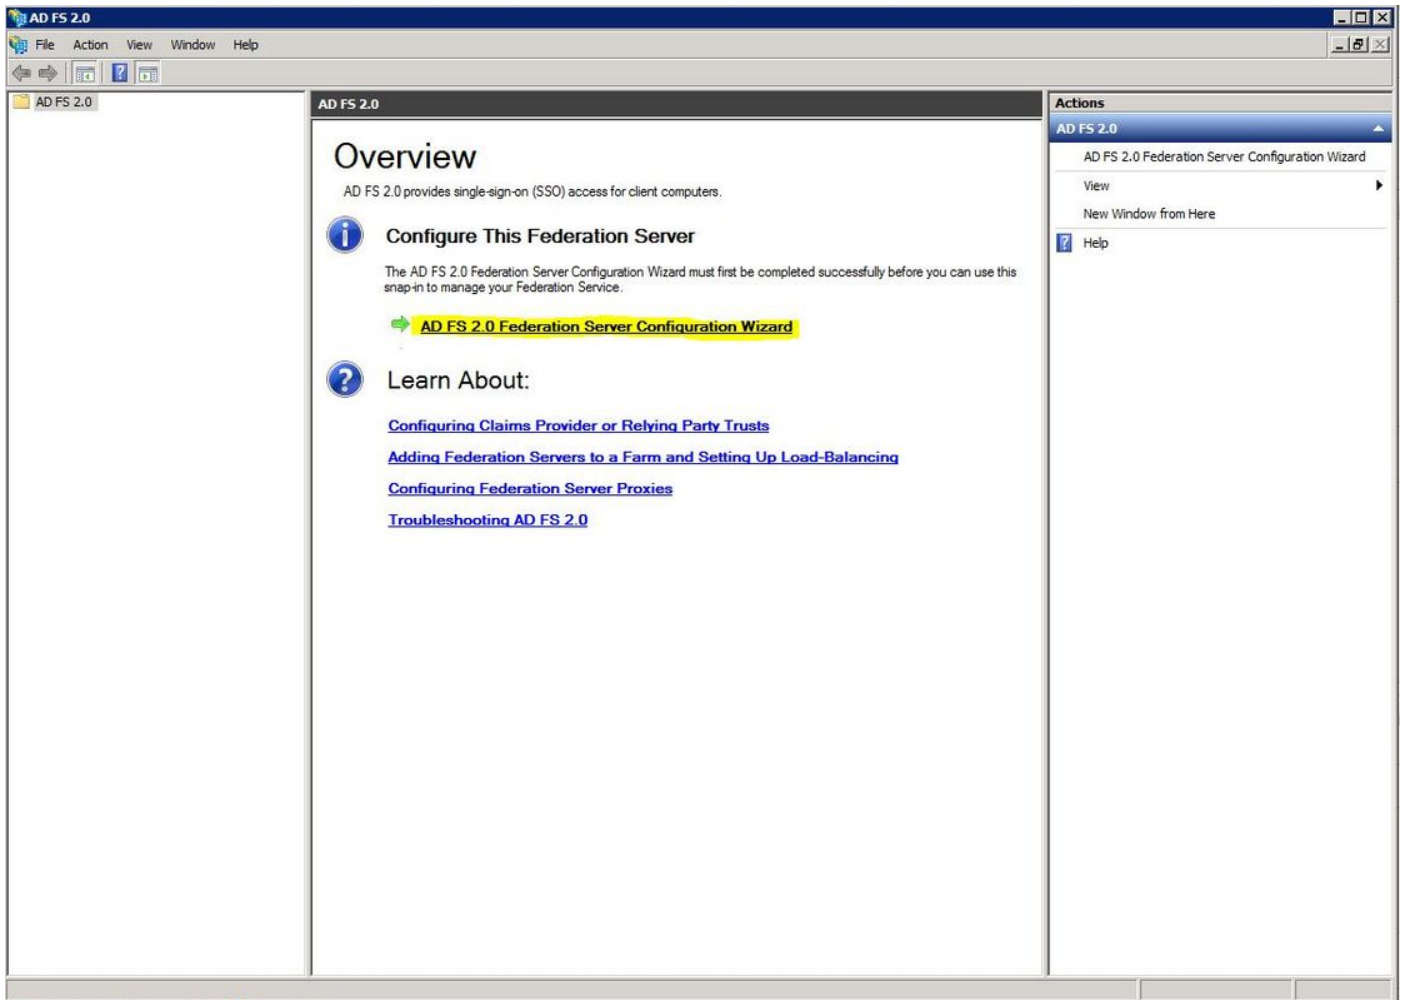 AD FS 2.0
File Action View Window Help
AD FS 2.0
AD FS 2.0
Overview
AD FS 2.0 provides single-sign-on (SSO) access for client computers.
Configure This Federation Server
The AD FS 2.0 Federation Server Configuration Wizard must first be completed successfully before you can use this
snap-in to manage your Federation Service.
AD FS 2.0 Federation Server Configuration Wizard
Learn About:
Configuring Claims Provider or Relying Party Trusts
Adding Federation Servers to a Farm and Setting Up Load-Balancing
Configuring Federation Server Proxies
Troubleshooting AD FS 2.0
Actions
AD FS 2.0
AD FS 2.0 Federation Server Configuration Wizard
View
New Window from Here
Help